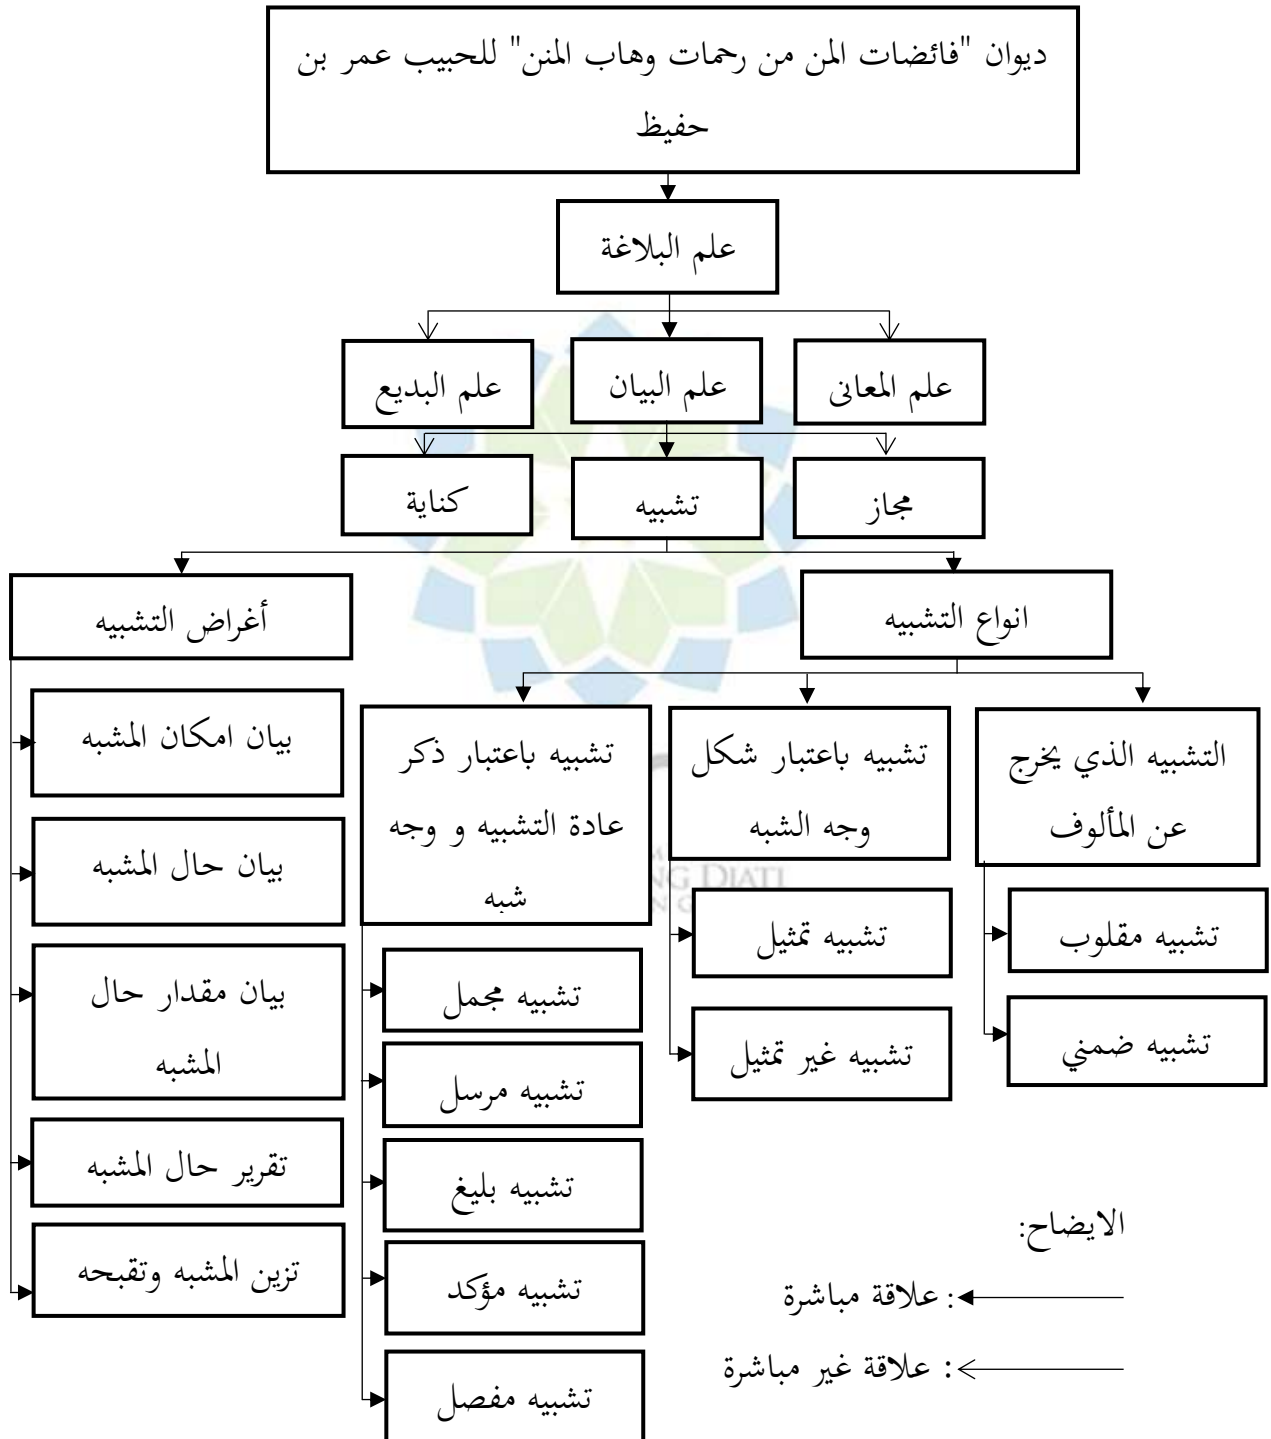 ديوان "فائضات المن من رحمات وهاب المنن" للحبيب عمر بن
حفيظ
علم البلاغة
علم المعانى
علم البيان
علم البديع
مجاز
تشبيه
كناية
انواع التشبيه
أغراض التشبيه
التشبيه الذي يخرج
عن المألوف
تشبيه مقلوب
تشبيه ضمني
تشبيه باعتبار شكل
وجه الشبه
تشبيه تمثيل
تشبيه غير تمثيل
تشبيه باعتبار ذكر
عادة التشبيه و وجه
شبه
تشبيه مجمل
تشبيه مرسل
تشبيه بليغ
تشبيه مؤكد
تشبيه مفصل
بيان امكان المشبه
بيان حال المشبه
بيان مقدار حال
المشبه
تقرير حال المشبه
تزين المشبه وتقبحه
الايضاح:
: علاقة مباشرة
: علاقة غير مباشرة
DIATI